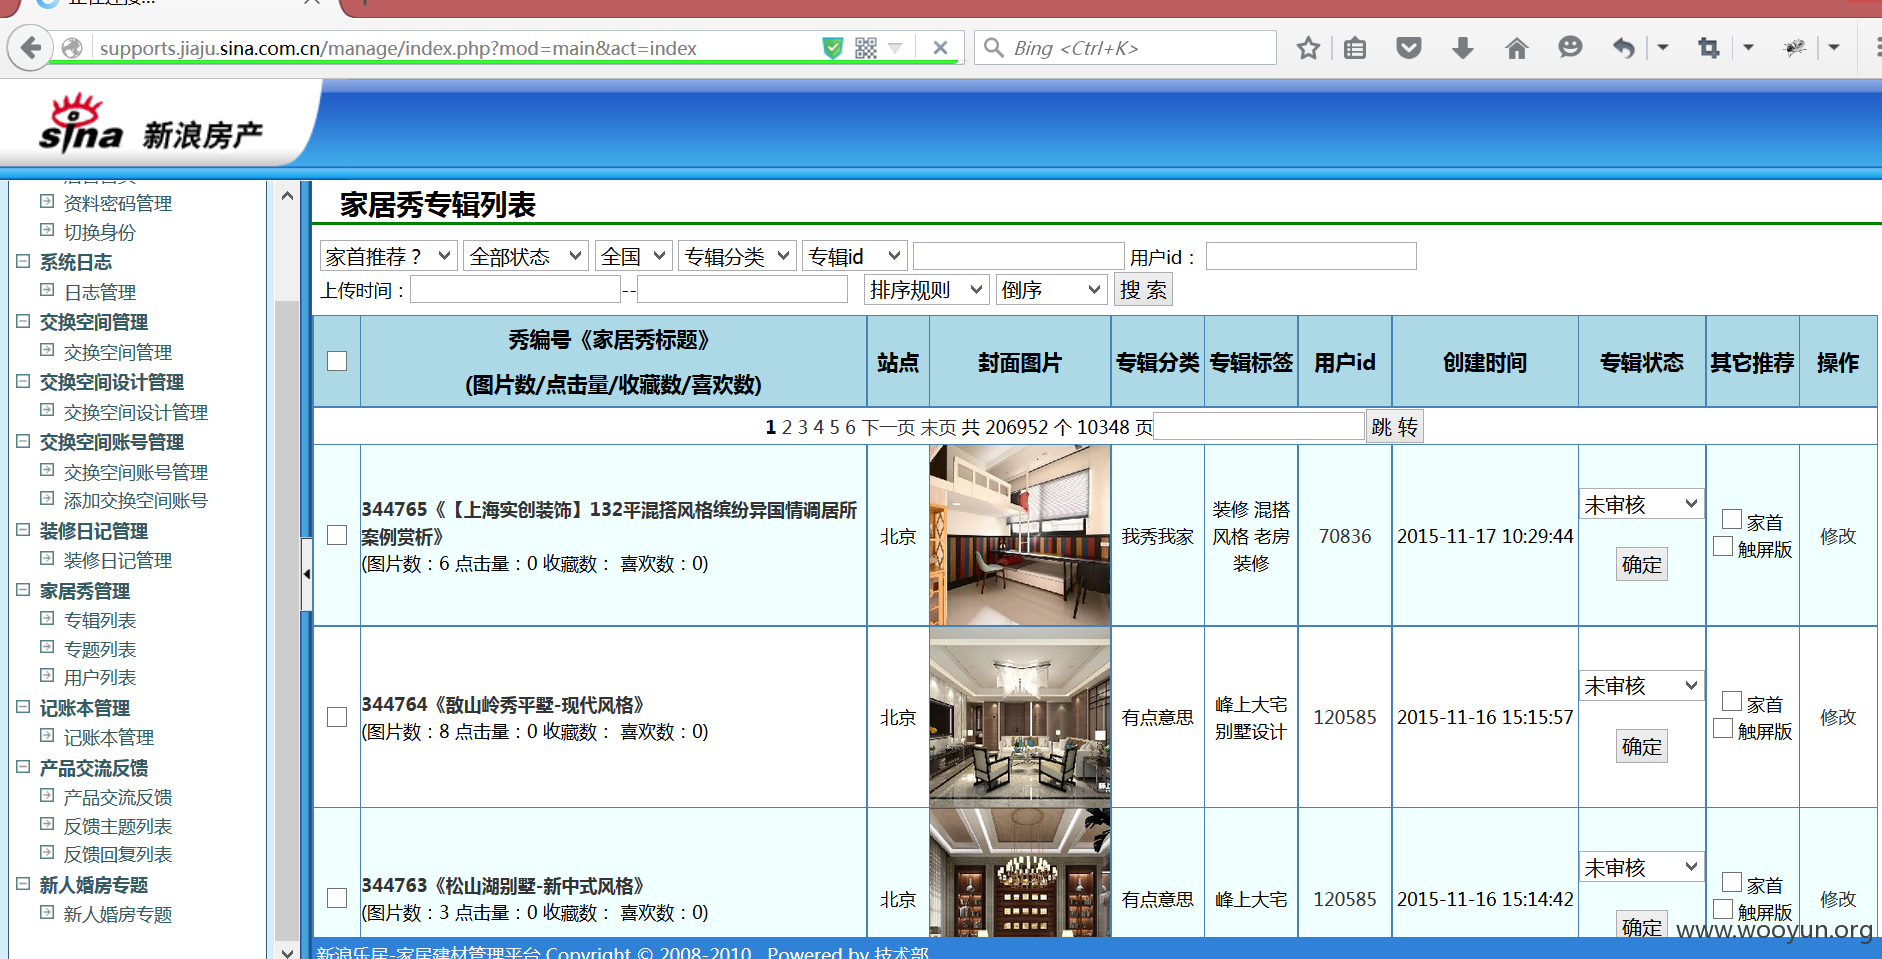 正在连接...
supports.jiaju.sina.com.cn/manage/index.php?mod=main&act=index
Bing <Ctrl+K>
sina 新浪房产
资料密码管理
切换身份
系统日志
日志管理
交换空间管理
交换空间管理
交换空间设计管理
交换空间设计管理
交换空间账号管理
交换空间账号管理
添加交换空间账号
装修日记管理
装修日记管理
家居秀管理
专辑列表
专题列表
用户列表
记账本管理
记账本管理
产品交流反馈
产品交流反馈
反馈主题列表
反馈回复列表
新人婚房专题
新人婚房专题
家居秀专辑列表
家首推荐？ 全部状态 全国 专辑分类 专辑id 用户id：
上传时间： -- 排序规则 倒序 搜 索
秀编号《家居秀标题》
(图片数/点击量/收藏数/喜欢数)
站点 封面图片 专辑分类 专辑标签 用户id 创建时间 专辑状态 其它推荐 操作
1 2 3 4 5 6 下一页 末页 共 206952 个 10348 页 跳 转
344765《【上海实创装饰】132平混搭风格缤纷异国情调居所
案例赏析》
(图片数：6 点击量：0 收藏数： 喜欢数：0)
北京
我秀我家
装修 混搭
风格 老房
装修
70836
2015-11-17 10:29:44
未审核
确定
家首
触屏版
修改
344764《敔山岭秀平墅-现代风格》
(图片数：8 点击量：0 收藏数： 喜欢数：0)
北京
有点意思
峰上大宅
别墅设计
120585
2015-11-16 15:15:57
未审核
确定
家首
触屏版
修改
344763《松山湖别墅-新中式风格》
(图片数：3 点击量：0 收藏数： 喜欢数：0)
北京
有点意思
峰上大宅
120585
2015-11-16 15:14:42
未审核
确定
家首
触屏版
修改
新浪乐居-家居建材管理平台 Copyright © 2008-2010 Powered by 技术部
www.wooyun.org